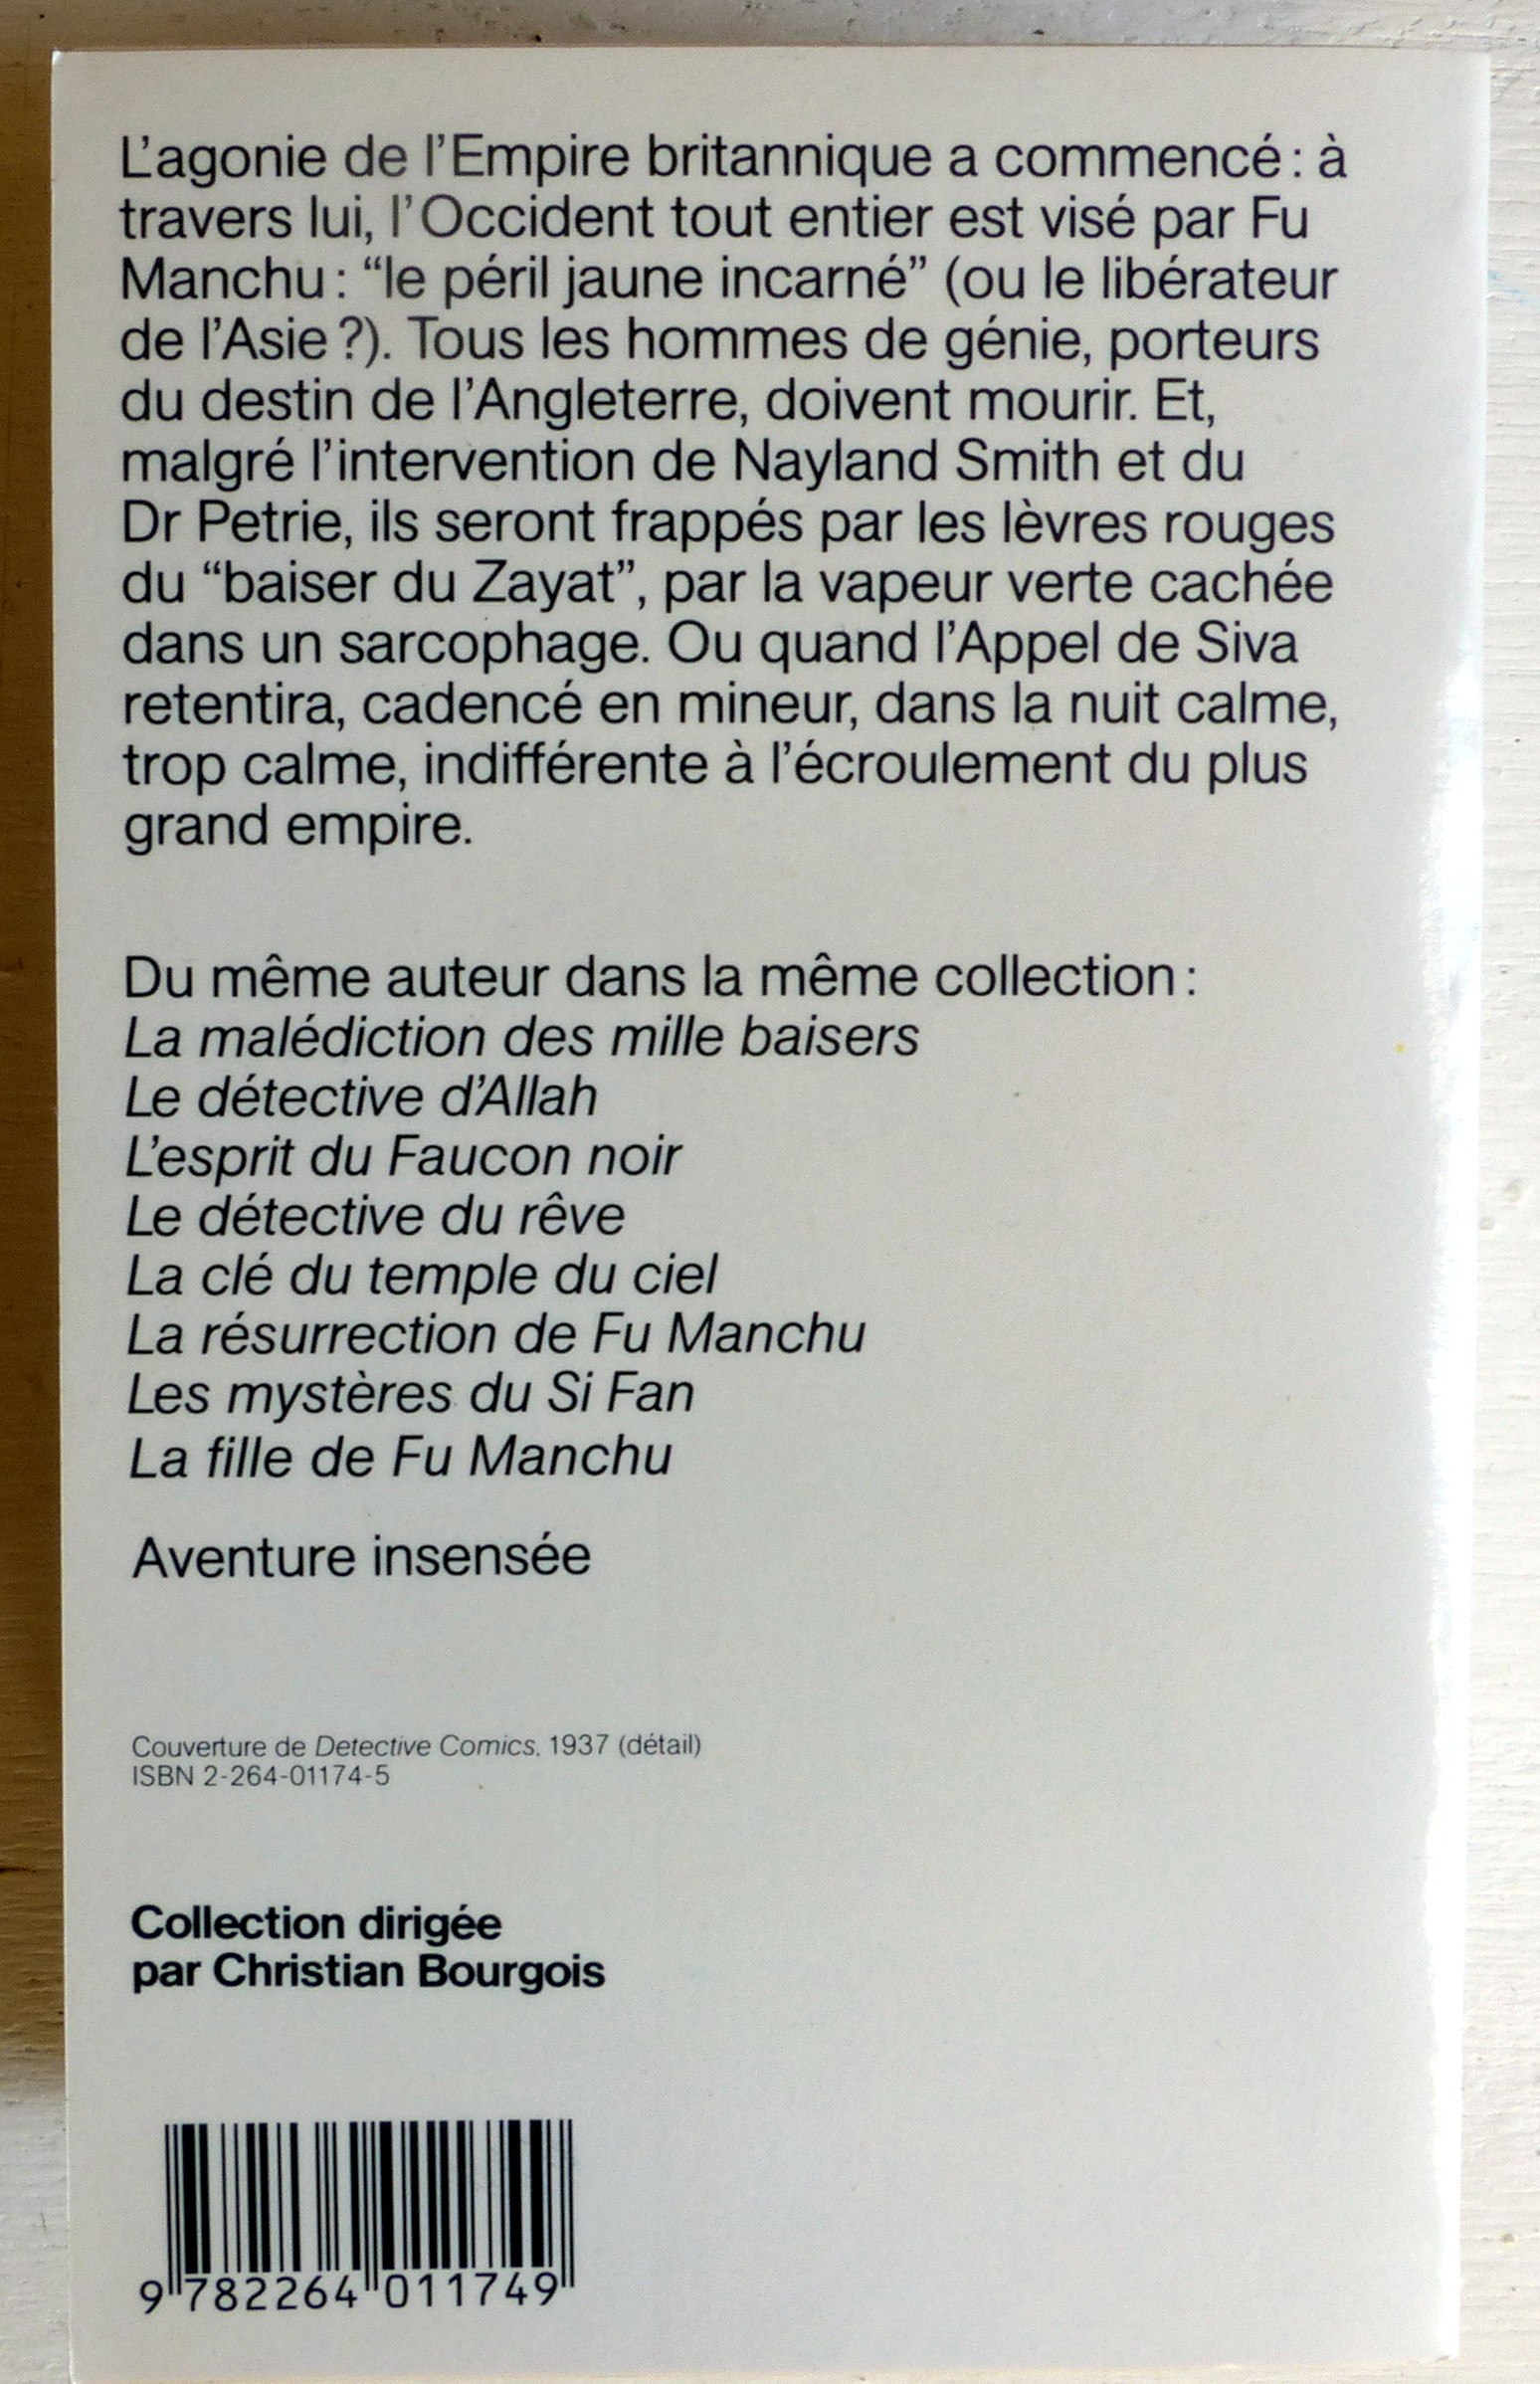 L'agonie de l'Empire britannique a commencé : à
travers lui, l'Occident tout entier est visé par Fu
Manchu : “le péril jaune incarné” (ou le libérateur
de l'Asie ?). Tous les hommes de génie, porteurs
du destin de l'Angleterre, doivent mourir. Et,
malgré l'intervention de Nayland Smith et du
Dr Petrie, ils seront frappés par les lèvres rouges
du “baiser du Zayat”, par la vapeur verte cachée
dans un sarcophage. Ou quand l'Appel de Siva
retentira, cadencé en mineur, dans la nuit calme,
trop calme, indifférente à l'écroulement du plus
grand empire.
Du même auteur dans la même collection :
La malédiction des mille baisers
Le détective d'Allah
L'esprit du Faucon noir
Le détective du rêve
La clé du temple du ciel
La résurrection de Fu Manchu
Les mystères du Si Fan
La fille de Fu Manchu
Aventure insensée
Couverture de Detective Comics, 1937 (détail)
ISBN 2-264-01174-5
Collection dirigée
par Christian Bourgois
9 782264 011749